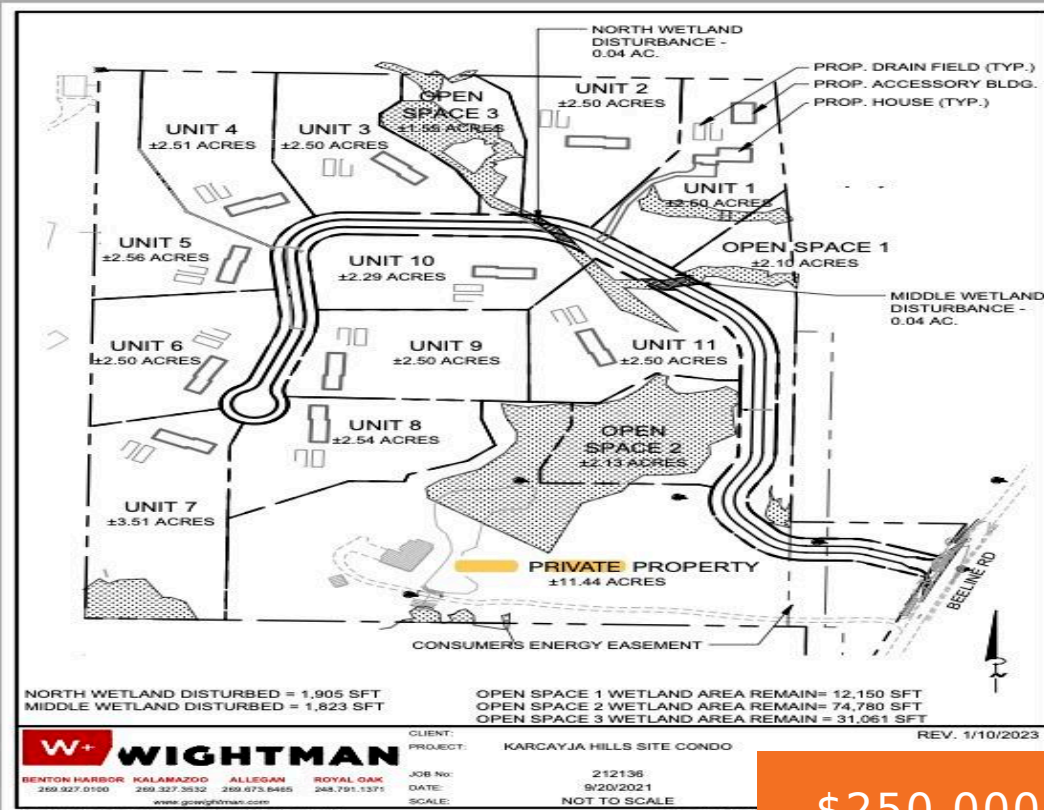 NORTH WETLAND
DISTURBANCE -
0.04 AC.
PROP. DRAIN FIELD (TYP.)
PROP. ACCESSORY BLDG.
PROP. HOUSE (TYP.)
OPEN
SPACE 3
±1.55 ACRES
UNIT 2
±2.50 ACRES
UNIT 4
±2.51 ACRES
UNIT 3
±2.50 ACRES
UNIT 1
±2.50 ACRES
UNIT 5
±2.56 ACRES
UNIT 10
±2.29 ACRES
OPEN SPACE 1
±2.10 ACRES
MIDDLE WETLAND
DISTURBANCE -
0.04 AC.
UNIT 6
±2.50 ACRES
UNIT 9
±2.50 ACRES
UNIT 11
±2.50 ACRES
UNIT 8
±2.54 ACRES
OPEN
SPACE 2
±2.13 ACRES
UNIT 7
±3.51 ACRES
PRIVATE PROPERTY
±11.44 ACRES
BEELINE RD
CONSUMERS ENERGY EASEMENT
NORTH WETLAND DISTURBED = 1,905 SFT
MIDDLE WETLAND DISTURBED = 1,823 SFT
OPEN SPACE 1 WETLAND AREA REMAIN= 12,150 SFT
OPEN SPACE 2 WETLAND AREA REMAIN= 74,780 SFT
OPEN SPACE 3 WETLAND AREA REMAIN = 31,061 SFT
W+ WIGHTMAN
BENTON HARBOR KALAMAZOO ALLEGAN ROYAL OAK
269.927.0100 269.327.3532 269.673.8465 248.791.1371
www.gowightman.com
CLIENT:
PROJECT: KARCAYJA HILLS SITE CONDO
JOB No: 212136
DATE: 9/20/2021
SCALE: NOT TO SCALE
REV. 1/10/2023
$250,000